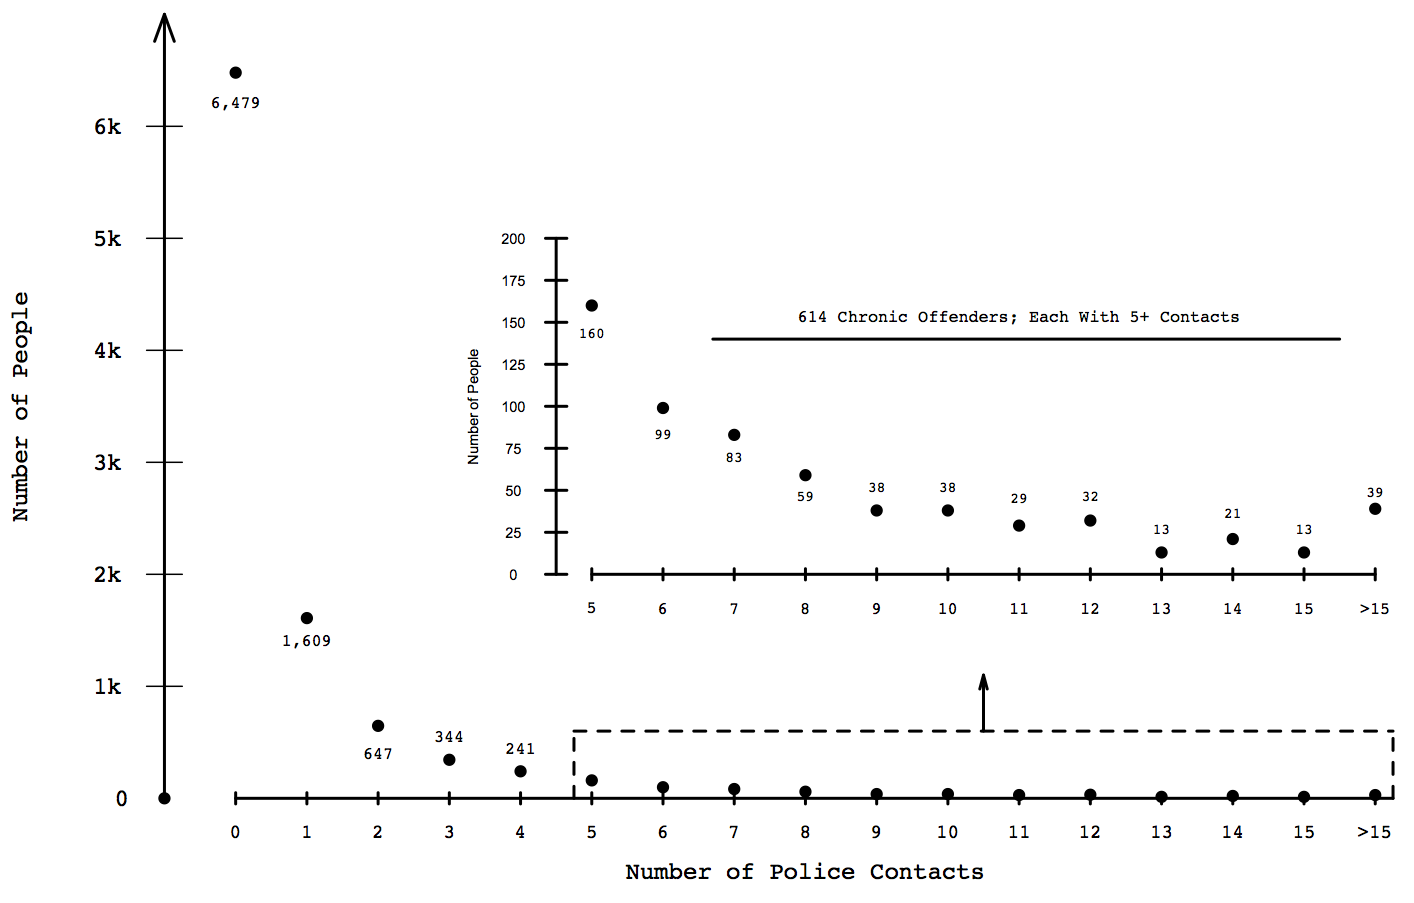 6,479
6k
5k
200
175
614 Chronic Offenders; Each With 5+ Contacts
150
160
4k
125
Number of People
Number of People
100
99
83
75
3k
59
50
38
38
29
32
13
21
13
39
25
2k
0
5 6 7 8 9 10 11 12 13 14 15 >15
1,609
1k
647
344
241
0
0 1 2 3 4 5 6 7 8 9 10 11 12 13 14 15 >15
Number of Police Contacts